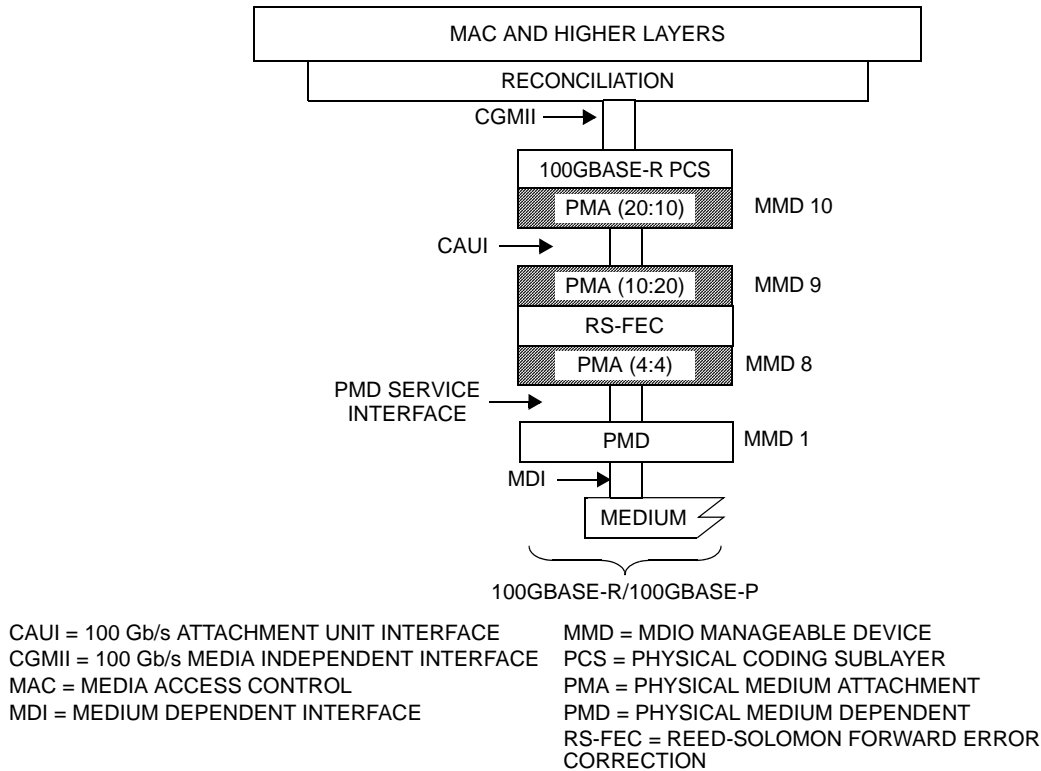 MAC AND HIGHER LAYERS
RECONCILIATION
CGMII
100GBASE-R PCS
PMA (20:10)
MMD 10
CAUI
PMA (10:20)
MMD 9
RS-FEC
PMA (4:4)
MMD 8
PMD SERVICE
INTERFACE
PMD
MMD 1
MDI
MEDIUM
100GBASE-R/100GBASE-P
CAUI = 100 Gb/s ATTACHMENT UNIT INTERFACE
CGMII = 100 Gb/s MEDIA INDEPENDENT INTERFACE
MAC = MEDIA ACCESS CONTROL
MDI = MEDIUM DEPENDENT INTERFACE
MMD = MDIO MANAGEABLE DEVICE
PCS = PHYSICAL CODING SUBLAYER
PMA = PHYSICAL MEDIUM ATTACHMENT
PMD = PHYSICAL MEDIUM DEPENDENT
RS-FEC = REED-SOLOMON FORWARD ERROR
CORRECTION